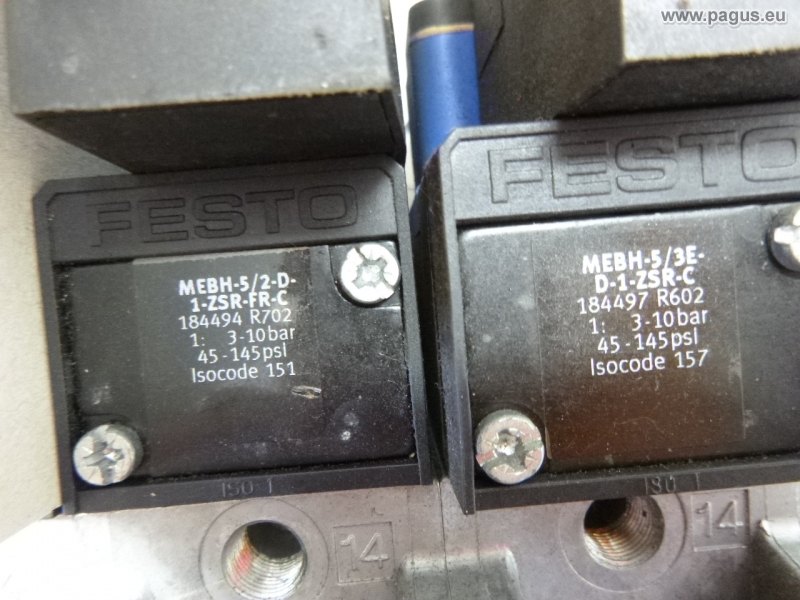 www.pagus.eu
FESTO
MEBH-5/2-D-
1-ZSR-FR-C
184494 R702
1: 3-10bar
45-145psi
Isocode 151
ISO 1
14
FESTO
MEBH-5/3E-
D-1-ZSR-C
184497 R602
1: 3-10bar
45-145psi
Isocode 157
ISO 1
14